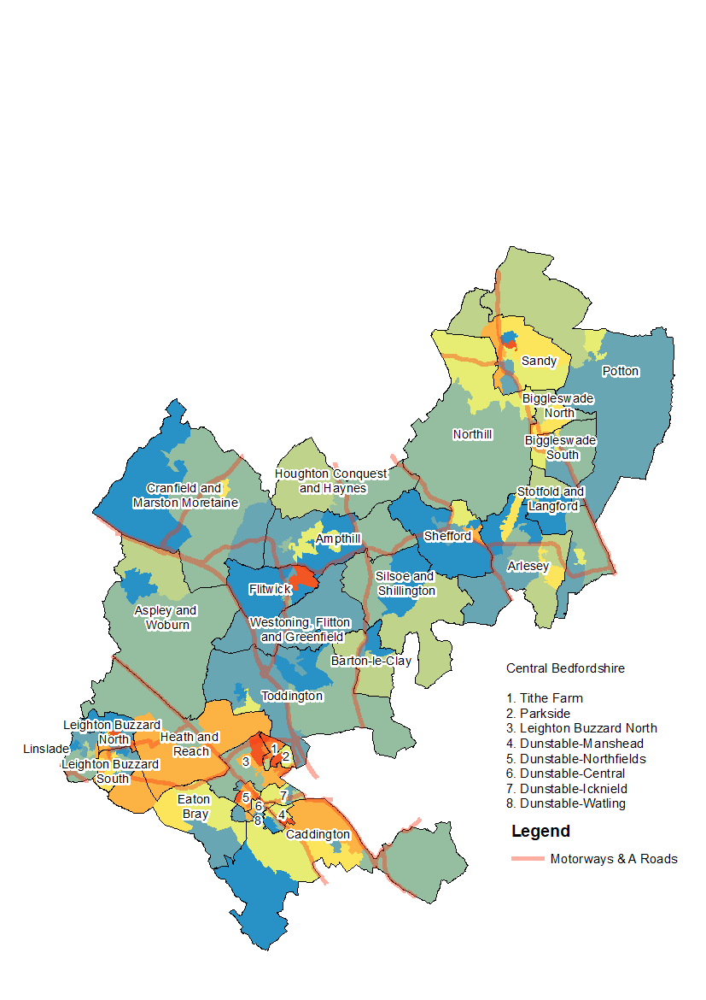 Sandy
Potton
Biggleswade
North
Northill
Biggleswade
South
Houghton Conquest
and Haynes
Cranfield and
Marston Moretaine
Stotfold and
Langford
Ampthill
Shefford
Arlesey
Flitwick
Silsoe and
Shillington
Aspley and
Woburn
Westoning, Flitton
and Greenfield
Barton-le-Clay
Toddington
Leighton Buzzard
North
Heath and
Reach
Linslade
Leighton Buzzard
South
1
2
3
Eaton
Bray
5
7
6
4
8
Caddington
Central Bedfordshire
1. Tithe Farm
2. Parkside
3. Leighton Buzzard North
4. Dunstable-Manshead
5. Dunstable-Northfields
6. Dunstable-Central
7. Dunstable-Icknield
8. Dunstable-Watling
Legend
Motorways & A Roads